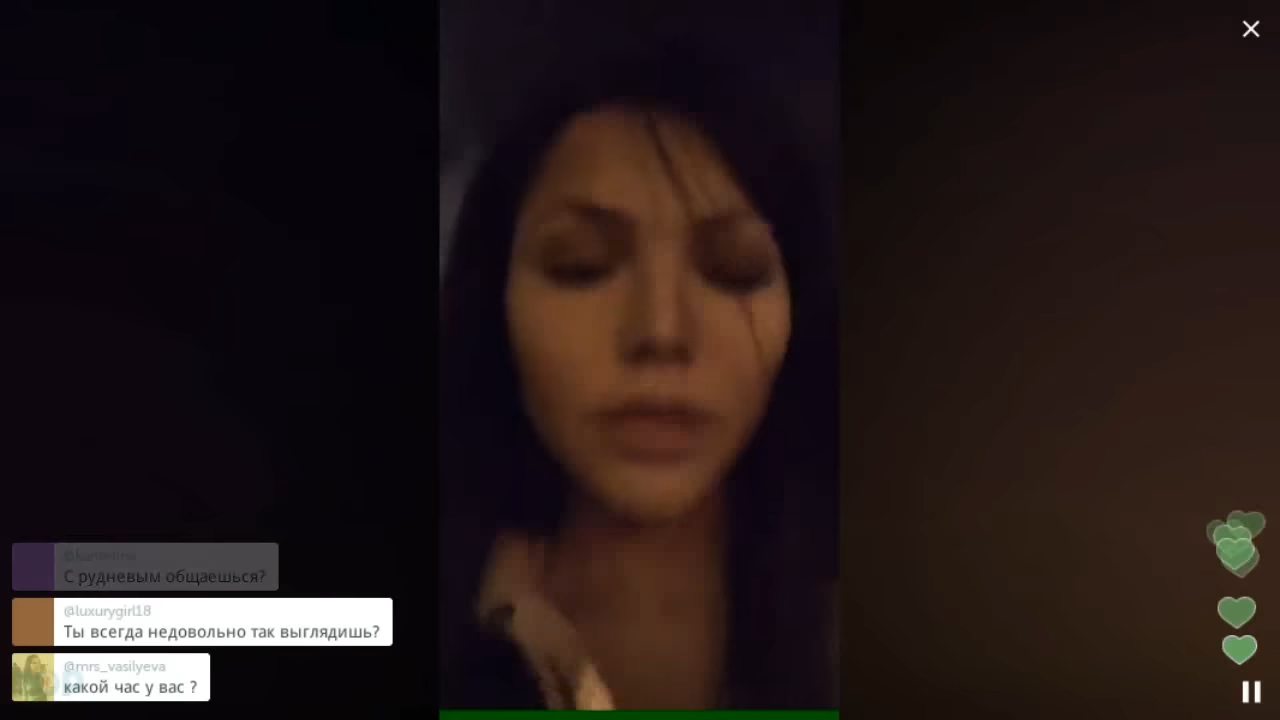 С рудневым общаешься?
@luxurygirl18
Ты всегда недовольно так выглядишь?
@mrs_vasilyeva
какой час у вас ?